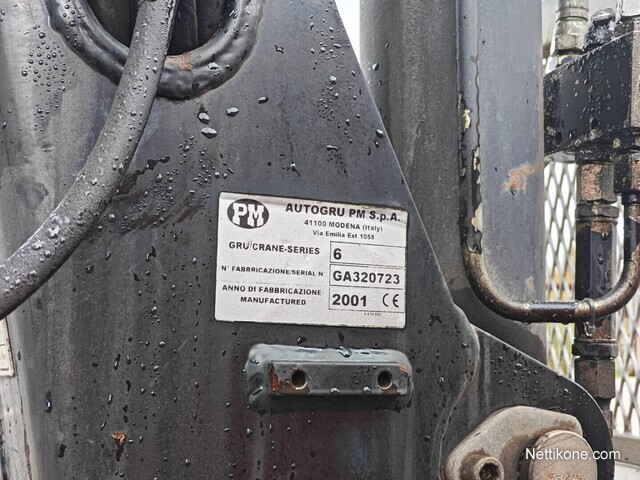 PM
AUTOGRU PM S.p.A.
41100 MODENA (Italy)
Via Emilia Est 1058
GRU/CRANE-SERIES 6
N° FABBRICAZIONE/SERIAL N GA320723
ANNO DI FABBRICAZIONE
MANUFACTURED 2001 CE
Nettikone.com